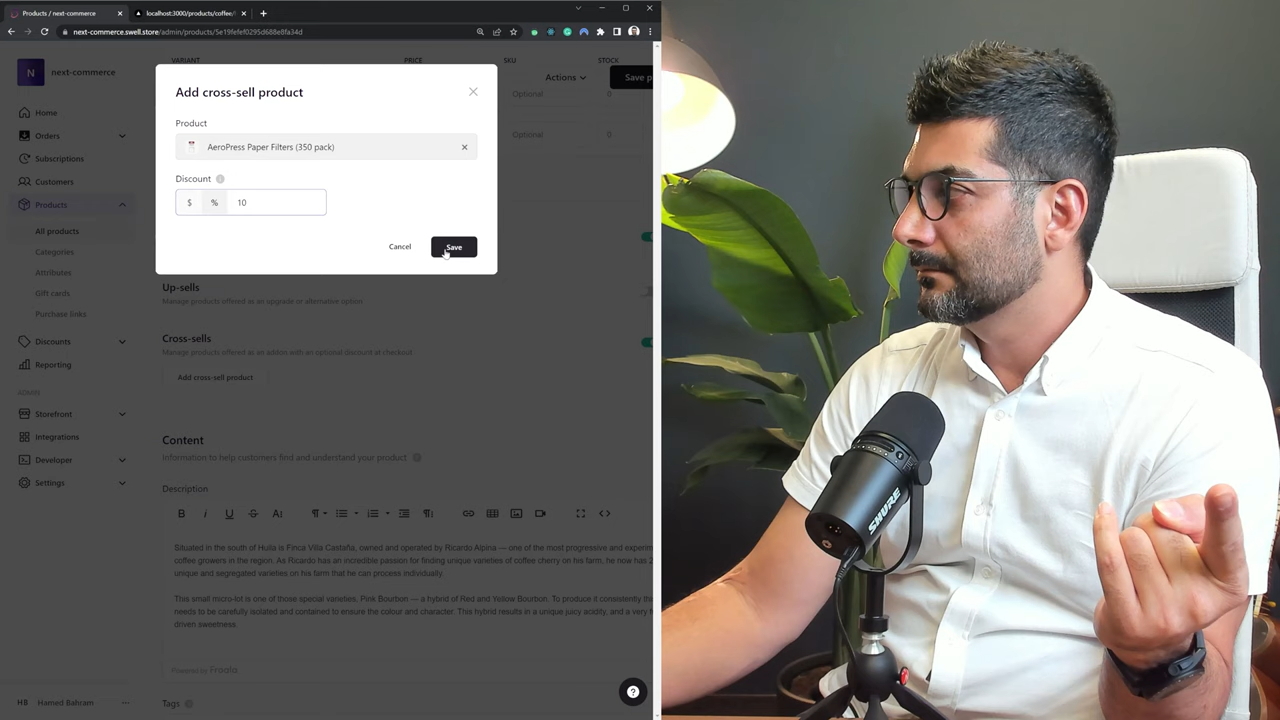 Products / next-commerce
localhost:3000/products/coffee/
next-commerce.swell.store/admin/products/5e19fefef0295d688e8fa34d
N next-commerce
VARIANT PRICE SKU STOCK
Actions Save p
Optional 0
Optional 0
Add cross-sell product
Product
AeroPress Paper Filters (350 pack)
Discount
$ % 10
Cancel Save
Home
Orders
Subscriptions
Customers
Products
All products
Categories
Attributes
Gift cards
Purchase links
Discounts
Reporting
ADMIN
Storefront
Integrations
Developer
Settings
HB Hamed Bahram
Up-sells
Manage products offered as an upgrade or alternative option
Cross-sells
Manage products offered as an addon with an optional discount at checkout
Add cross-sell product
Content
Information to help customers find and understand your product
Description
Situated in the south of Huila is Finca Villa Castaña, owned and operated by Ricardo Alpina — one of the most progressive and experim
coffee growers in the region. As Ricardo has an incredible passion for finding unique varieties of coffee cherry on his farm, he now has 2
unique and segregated varieties on his farm that he can process individually.
This small micro-lot is one of those special varieties, Pink Bourbon — a hybrid of Red and Yellow Bourbon. To produce it consistently th
needs to be carefully isolated and contained to ensure the colour and character. This hybrid results in a unique juicy acidity, and a very
driven sweetness.
Powered by Froala
Tags
SHURE